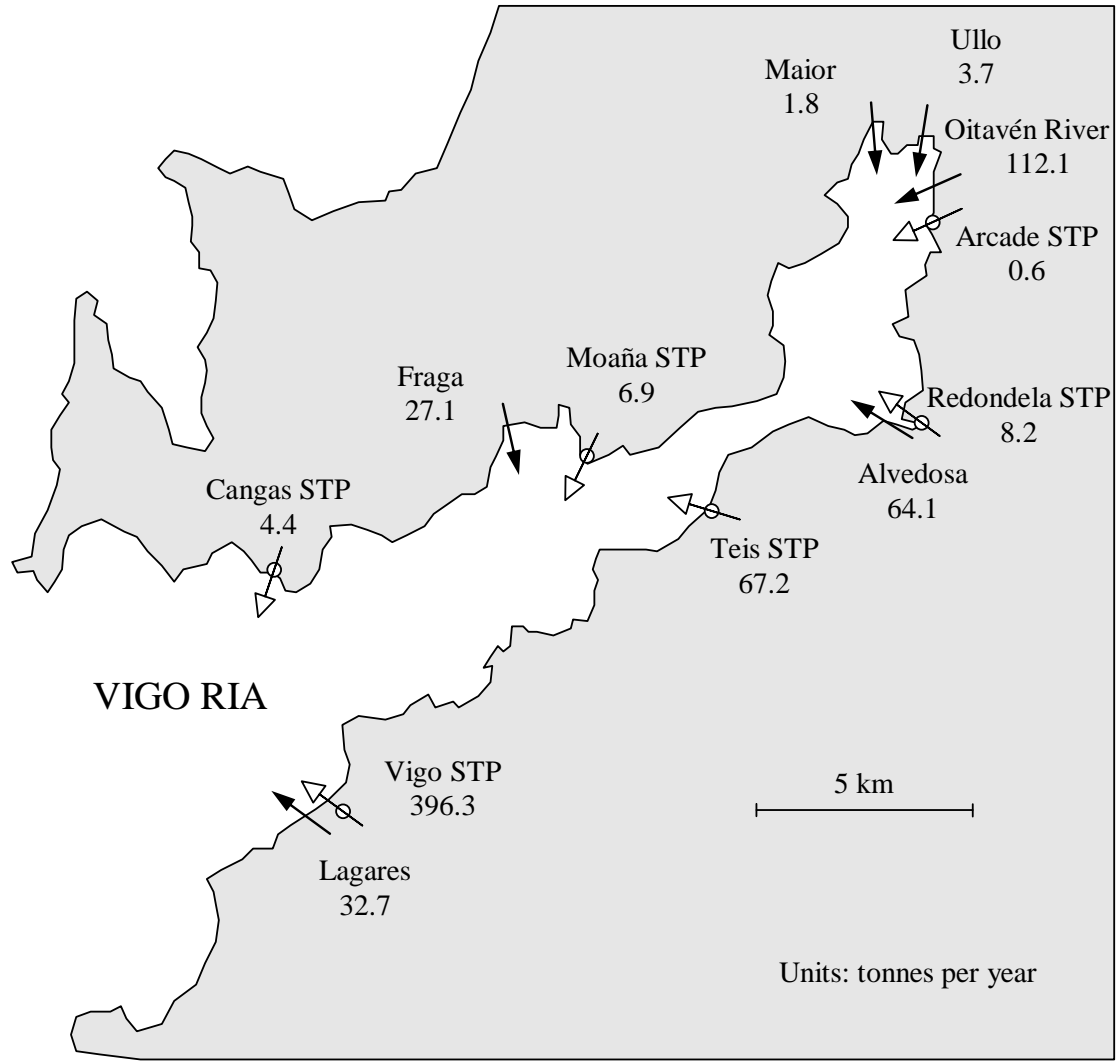 Ullo
3.7
Maior
1.8
Oitavén River
112.1
Arcade STP
0.6
Moaña STP
6.9
Fraga
27.1
Redondela STP
8.2
Alvedosa
64.1
Cangas STP
4.4
Teis STP
67.2
VIGO RIA
Vigo STP
396.3
5 km
Lagares
32.7
Units: tonnes per year